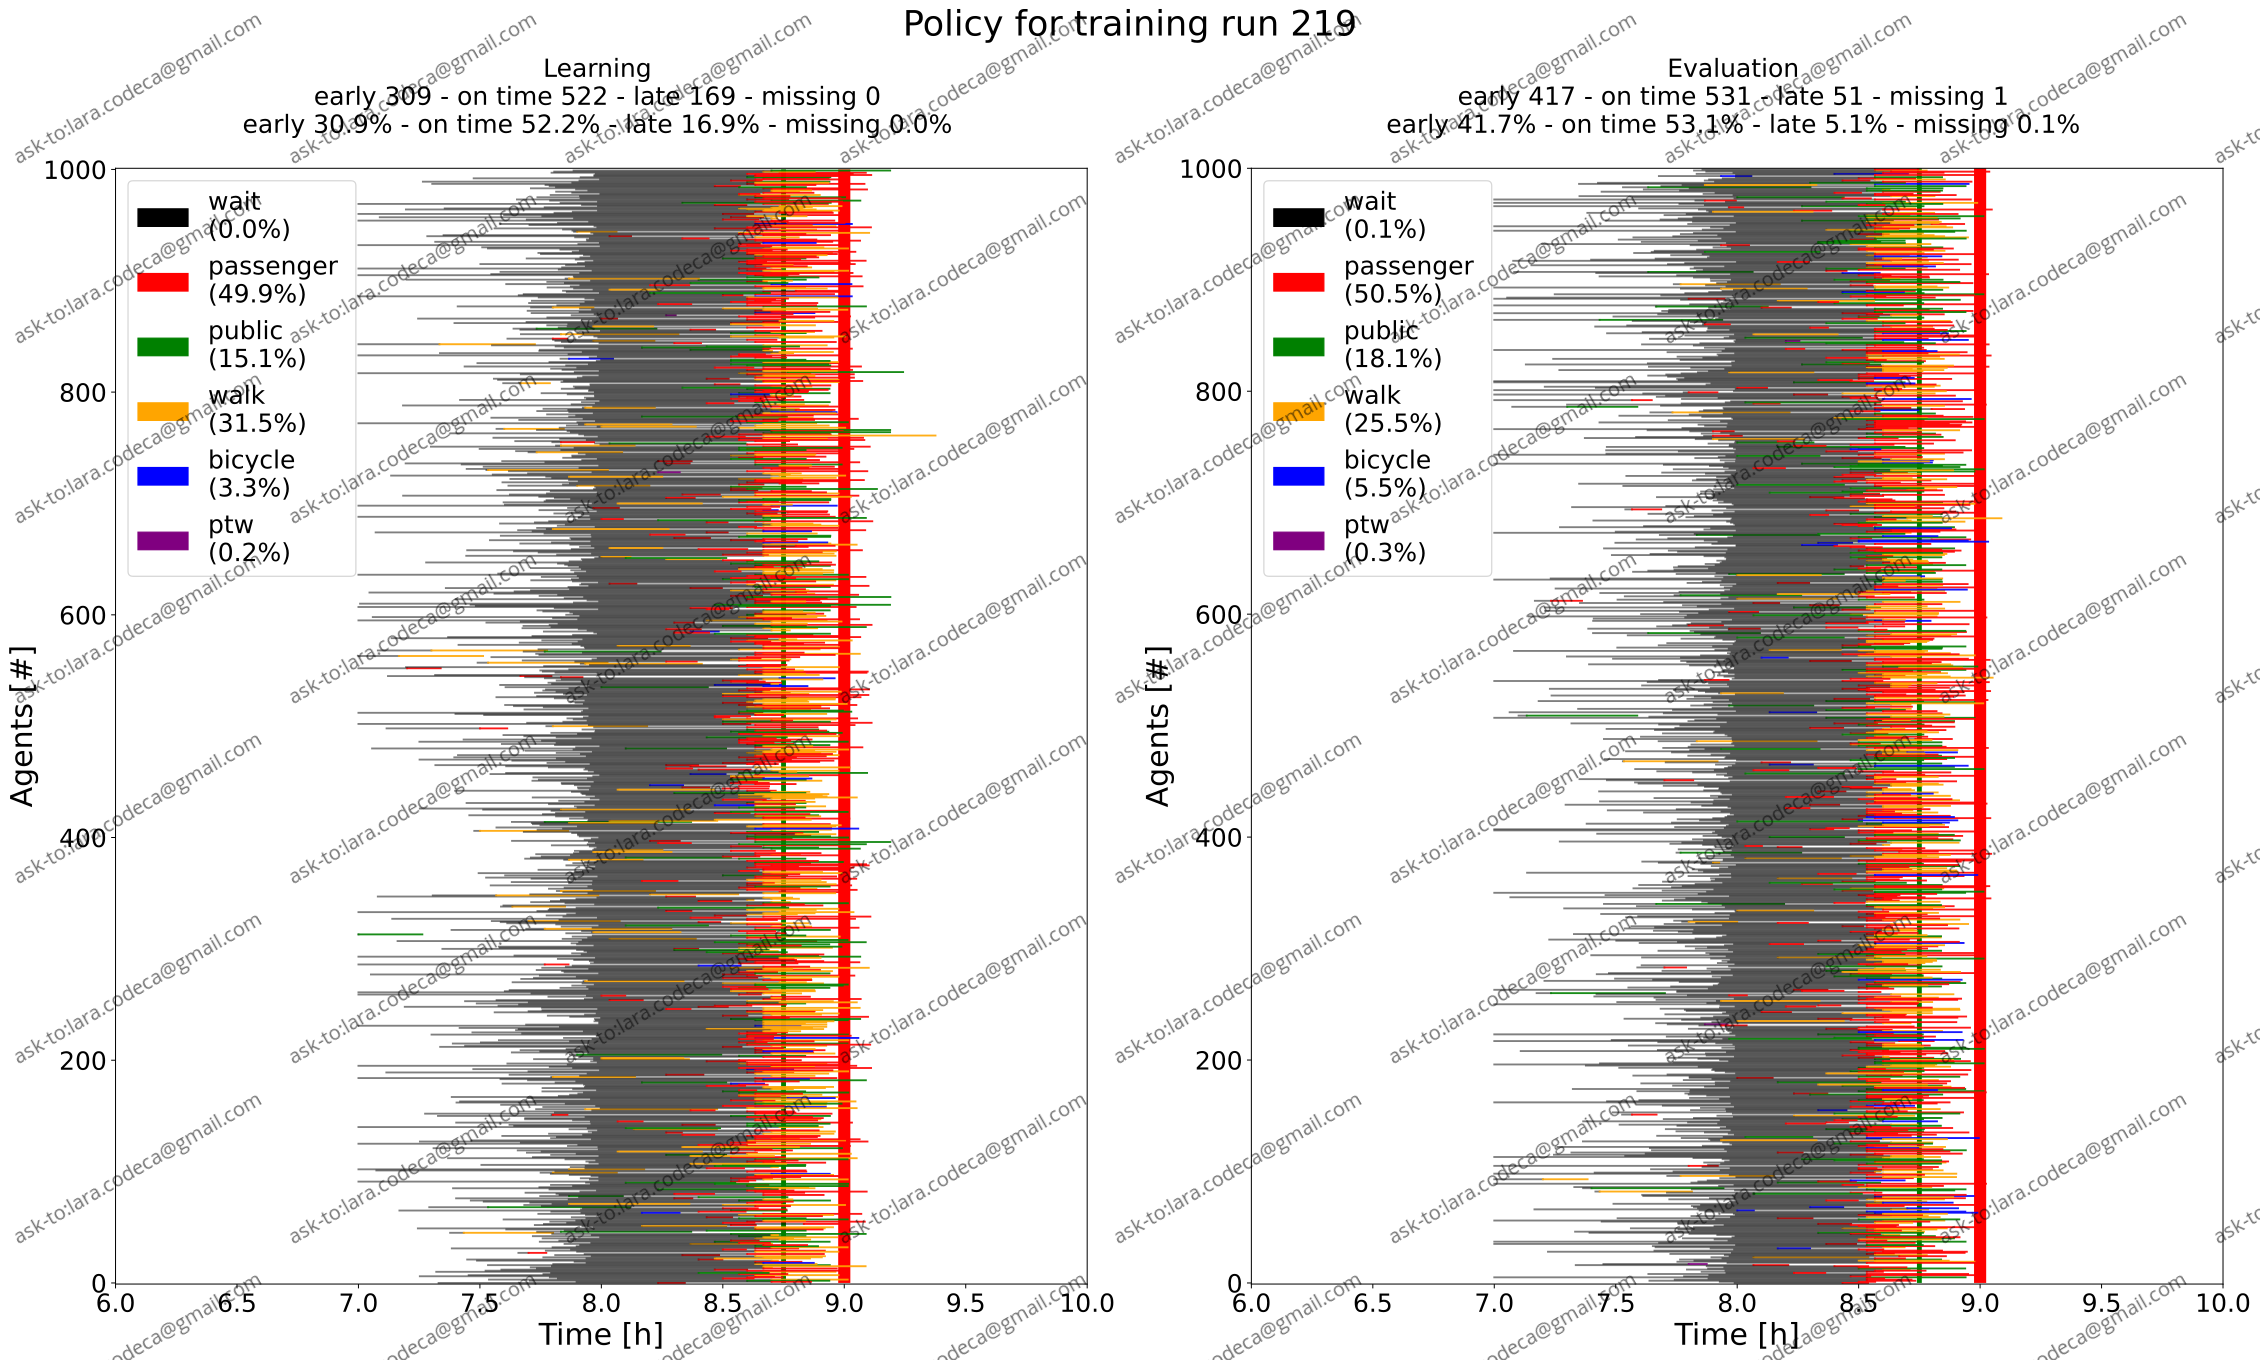 Policy for training run 219
Learning
early 309 - on time 522 - late 169 - missing 0
early 30.9% - on time 52.2% - late 16.9% - missing 0.0%
1000
800
600
400
200
0
Agents [#]
wait
(0.0%)
passenger
(49.9%)
public
(15.1%)
walk
(31.5%)
bicycle
(3.3%)
ptw
(0.2%)
6.0 6.5 7.0 7.5 8.0 8.5 9.0 9.5 10.0
Time [h]
Evaluation
early 417 - on time 531 - late 51 - missing 1
early 41.7% - on time 53.1% - late 5.1% - missing 0.1%
1000
800
600
400
200
0
Agents [#]
wait
(0.1%)
passenger
(50.5%)
public
(18.1%)
walk
(25.5%)
bicycle
(5.5%)
ptw
(0.3%)
6.0 6.5 7.0 7.5 8.0 8.5 9.0 9.5 10.0
Time [h]
ask-to:lara.codeca@gmail.com